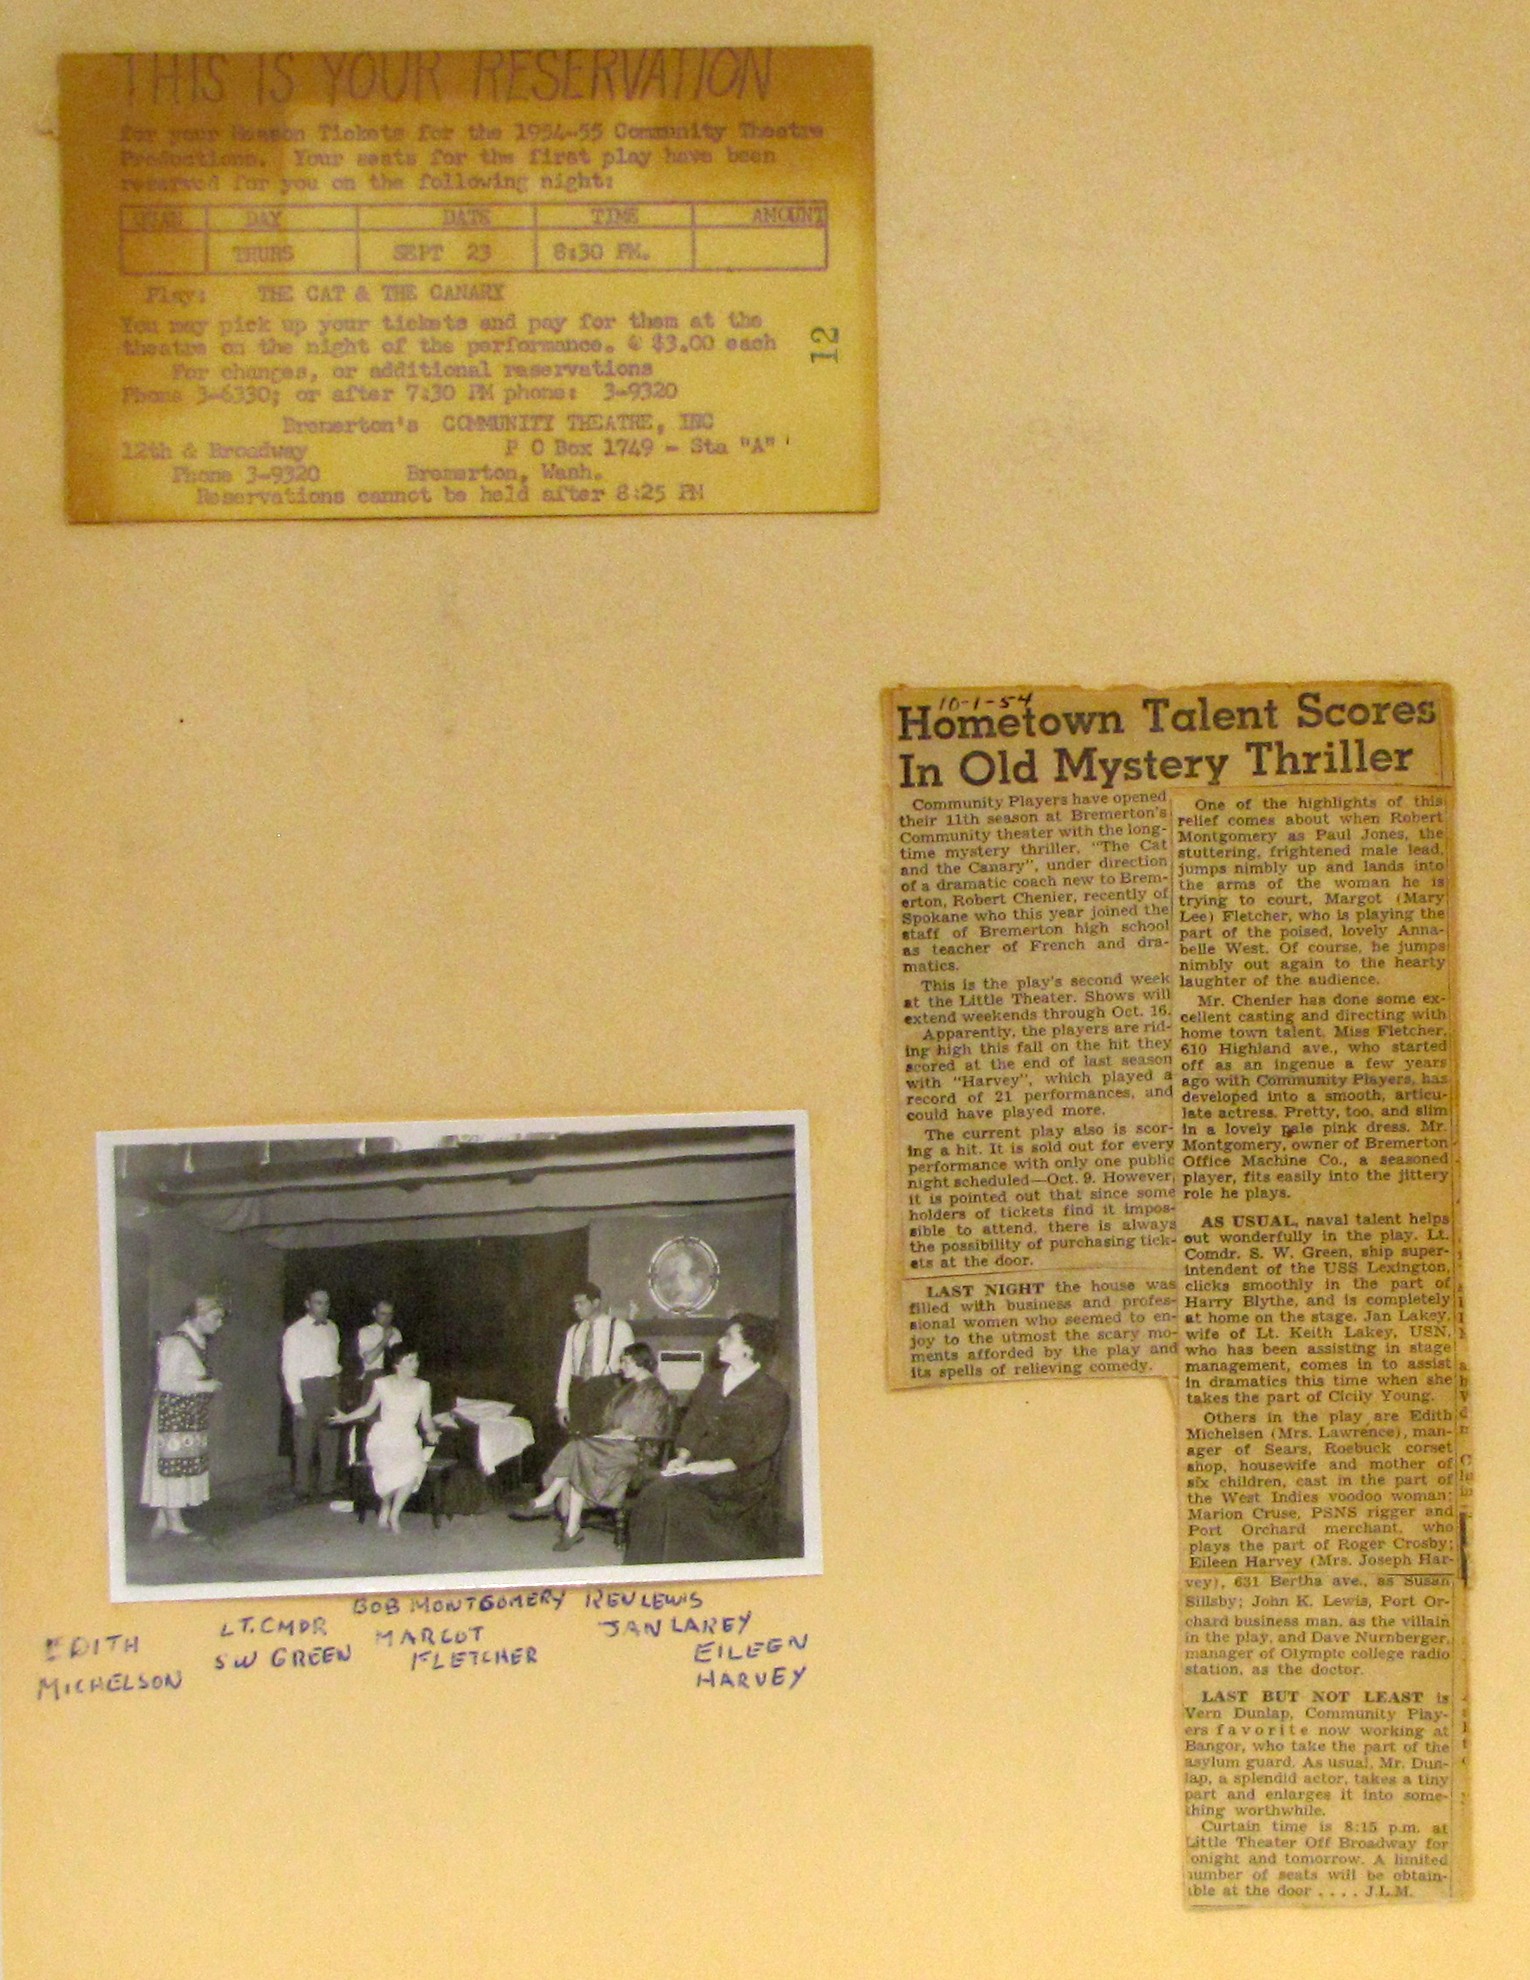 THIS IS YOUR RESERVATION
for your Season Tickets for the 1954-55 Community Theatre
Productions. Your seats for the first play have been
reserved for you on the following night:
QUAN DAY DATE TIME AMOUNT
THURS SEPT 23 8:30 PM.
Play: THE CAT & THE CANARY
You may pick up your tickets and pay for them at the
theatre on the night of the performance. @ $3.00 each
For changes, or additional reservations
Phone 3-6330; or after 7:30 PM phone: 3-9320
Bremerton's COMMUNITY THEATRE, INC
12th & Broadway P O Box 1749 - Sta "A"
Phone 3-9320 Bremerton, Wash.
Reservations cannot be held after 8:25 PM
12
10-1-54
Hometown Talent Scores
In Old Mystery Thriller
Community Players have opened
their 11th season at Bremerton's
Community theater with the long-
time mystery thriller, "The Cat
and the Canary", under direction
of a dramatic coach new to Brem-
erton, Robert Chenier, recently of
Spokane who this year joined the
staff of Bremerton high school
as teacher of French and dra-
matics.
This is the play's second week
at the Little Theater. Shows will
extend weekends through Oct. 16.
Apparently, the players are rid-
ing high this fall on the hit they
scored at the end of last season
with "Harvey", which played a
record of 21 performances, and
could have played more.
The current play also is scor-
ing a hit. It is sold out for every
performance with only one public
night scheduled—Oct. 9. However,
it is pointed out that since some
holders of tickets find it impos-
sible to attend, there is always
the possibility of purchasing tick-
ets at the door.
LAST NIGHT the house was
filled with business and profes-
sional women who seemed to en-
joy to the utmost the scary mo-
ments afforded by the play and
its spells of relieving comedy.
One of the highlights of this
relief comes about when Robert
Montgomery as Paul Jones, the
stuttering, frightened male lead,
jumps nimbly up and lands into
the arms of the woman he is
trying to court, Margot (Mary
Lee) Fletcher, who is playing the
part of the poised, lovely Anna-
belle West. Of course, he jumps
nimbly out again to the hearty
laughter of the audience.
Mr. Chenier has done some ex-
cellent casting and directing with
home town talent. Miss Fletcher,
610 Highland ave., who started
off as an ingenue a few years
ago with Community Players, has
developed into a smooth, articu-
late actress. Pretty, too, and slim
in a lovely pale pink dress. Mr.
Montgomery, owner of Bremerton
Office Machine Co., a seasoned
player, fits easily into the jittery
role he plays.
AS USUAL, naval talent helps
out wonderfully in the play. Lt.
Comdr. S. W. Green, ship super-
intendent of the USS Lexington,
clicks smoothly in the part of
Harry Blythe, and is completely
at home on the stage. Jan Lakey,
wife of Lt. Keith Lakey, USN,
who has been assisting in stage
management, comes in to assist
in dramatics this time when she
takes the part of Cicily Young.
Others in the play are Edith
Michelsen (Mrs. Lawrence), man-
ager of Sears, Roebuck corset
shop, housewife and mother of
six children, cast in the part of
the West Indies voodoo woman;
Marion Cruse, PSNS rigger and
Port Orchard merchant, who
plays the part of Roger Crosby;
Eileen Harvey (Mrs. Joseph Har-
vey), 631 Bertha ave., as Susan
Sillsby; John K. Lewis, Port Or-
chard business man, as the villain
in the play, and Dave Nurnberger,
manager of Olympic college radio
station, as the doctor.
LAST BUT NOT LEAST is
Vern Dunlap, Community Play-
ers favorite now working at
Bangor, who take the part of the
asylum guard. As usual, Mr. Dun-
lap, a splendid actor, takes a tiny
part and enlarges it into some-
thing worthwhile.
Curtain time is 8:15 p.m. at
Little Theater Off Broadway for
onight and tomorrow. A limited
number of seats will be obtain-
ble at the door . . . . J.L.M.
BOB MONTGOMERY REV LEWIS
LT. CMDR MARGOT JAN LAKEY
EDITH SW GREEN FLETCHER EILEEN
MICHELSON HARVEY